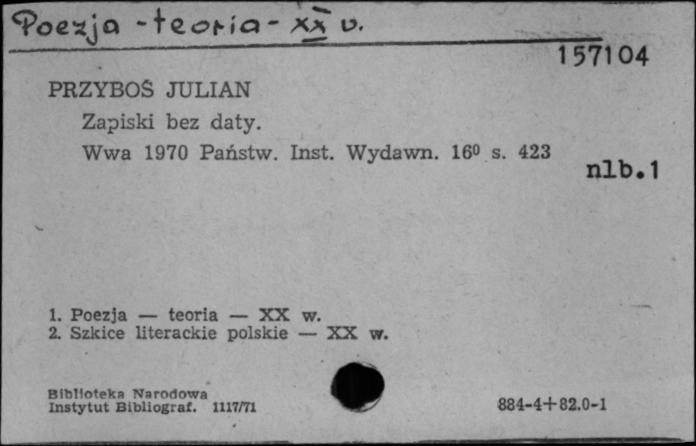 Poezja - teoria - XX w.
157104
PRZYBOŚ JULIAN
Zapiski bez daty.
Wwa 1970 Państw. Inst. Wydawn. 16⁰ s. 423
nlb.1
1. Poezja — teoria — XX w.
2. Szkice literackie polskie — XX w.
Biblioteka Narodowa
Instytut Bibliograf. 1117/71
884-4+82.0-1